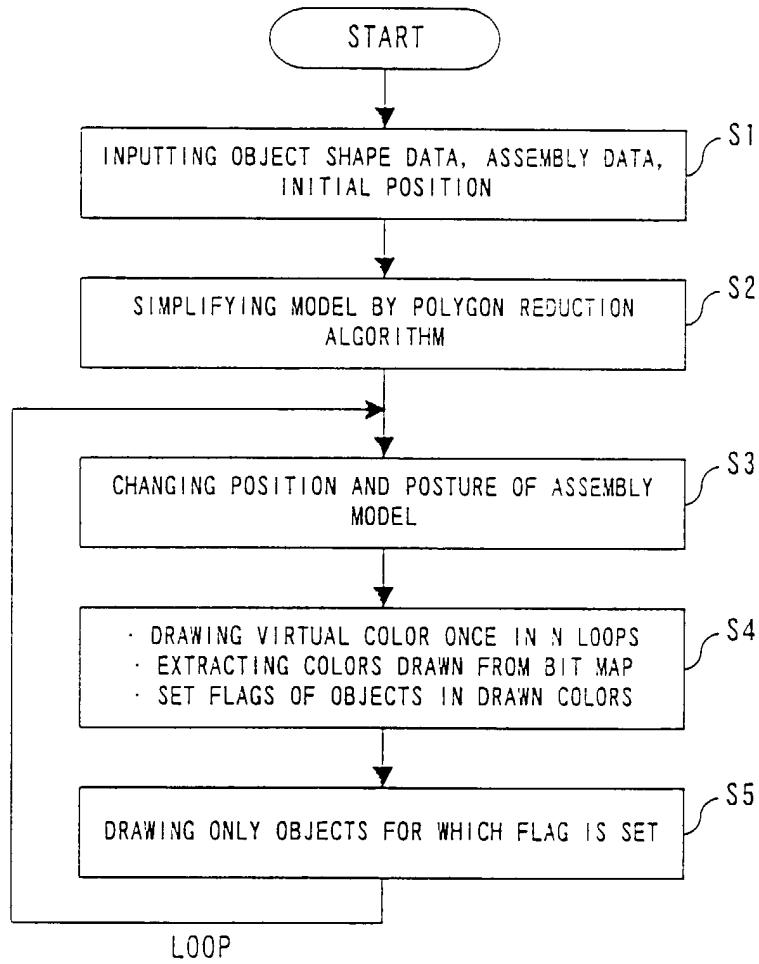 START
INPUTTING OBJECT SHAPE DATA, ASSEMBLY DATA,
INITIAL POSITION
S1
SIMPLIFYING MODEL BY POLYGON REDUCTION
ALGORITHM
S2
CHANGING POSITION AND POSTURE OF ASSEMBLY
MODEL
S3
· DRAWING VIRTUAL COLOR ONCE IN N LOOPS
· EXTRACTING COLORS DRAWN FROM BIT MAP
· SET FLAGS OF OBJECTS IN DRAWN COLORS
S4
DRAWING ONLY OBJECTS FOR WHICH FLAG IS SET
S5
LOOP